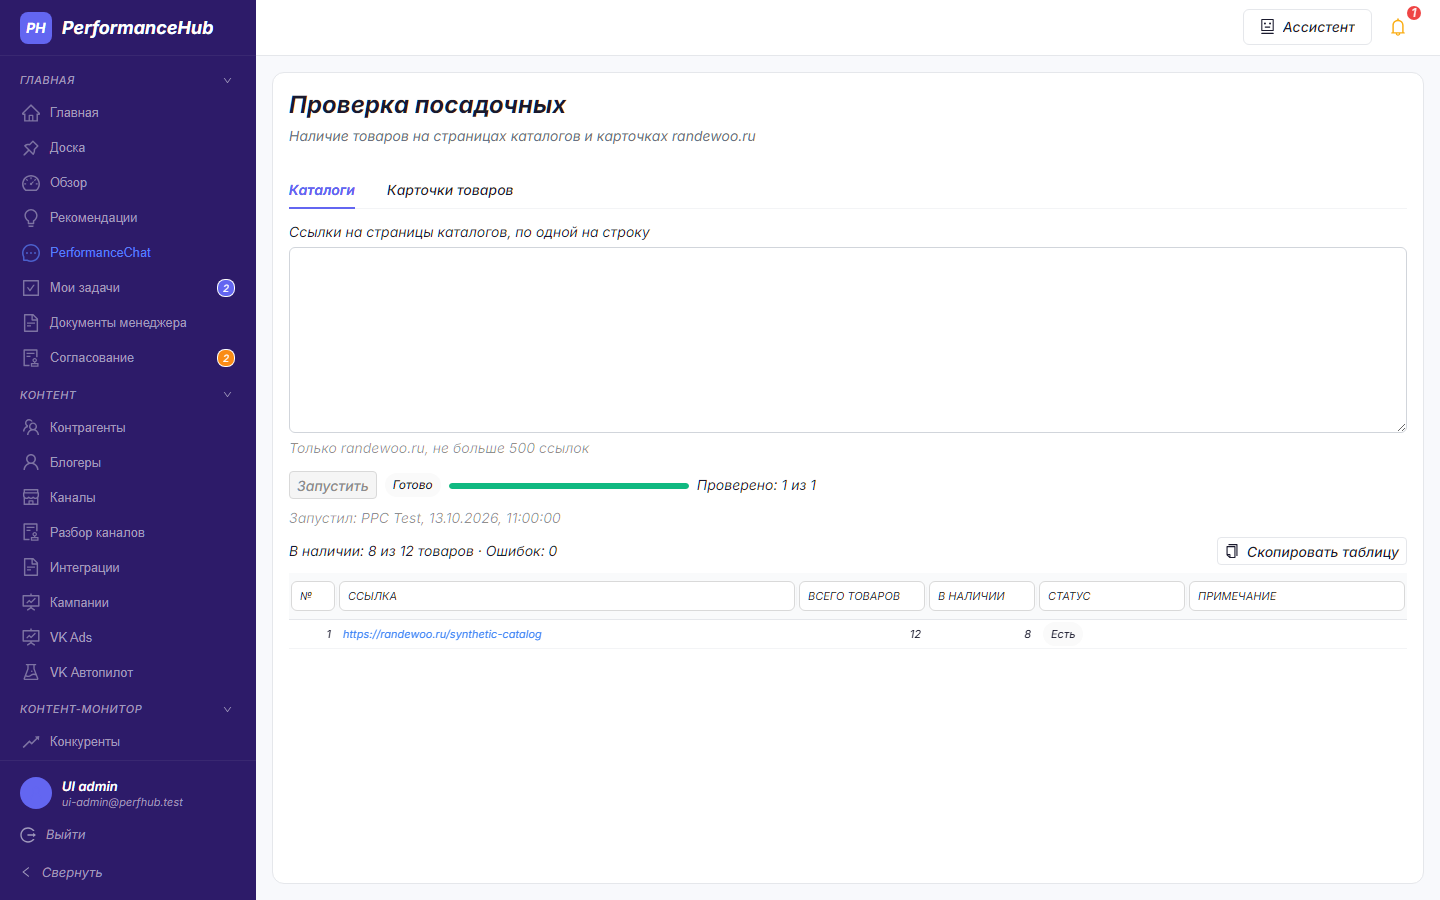 PH PerformanceHub
Ассистент
1
ГЛАВНАЯ
Главная
Доска
Обзор
Рекомендации
PerformanceChat
Мои задачи 2
Документы менеджера
Согласование 2
КОНТЕНТ
Контрагенты
Блогеры
Каналы
Разбор каналов
Интеграции
Кампании
VK Ads
VK Автопилот
КОНТЕНТ-МОНИТОР
Конкуренты
UI admin
ui-admin@perfhub.test
Выйти
Свернуть
Проверка посадочных
Наличие товаров на страницах каталогов и карточках randewoo.ru
Каталоги Карточки товаров
Ссылки на страницы каталогов, по одной на строку
Только randewoo.ru, не больше 500 ссылок
Запустить Готово Проверено: 1 из 1
Запустил: PPC Test, 13.10.2026, 11:00:00
В наличии: 8 из 12 товаров · Ошибок: 0 Скопировать таблицу
№ ССЫЛКА ВСЕГО ТОВАРОВ В НАЛИЧИИ СТАТУС ПРИМЕЧАНИЕ
1 https://randewoo.ru/synthetic-catalog 12 8 Есть